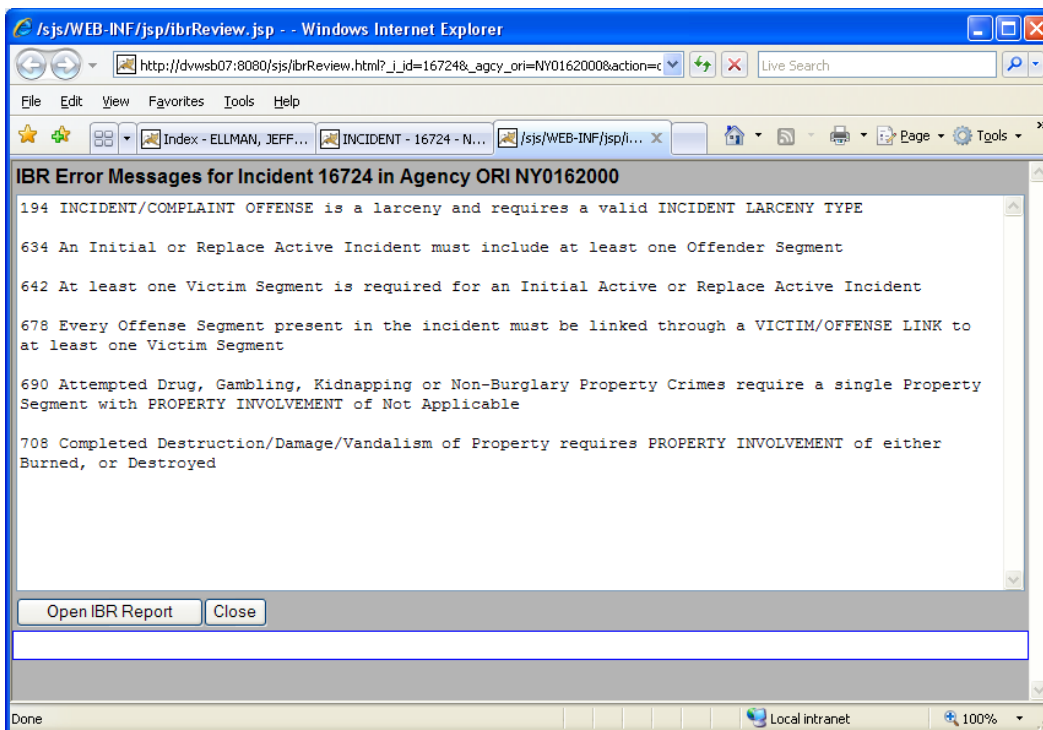 /sjs/WEB-INF/jsp/ibrReview.jsp - - Windows Internet Explorer
http://dvwsb07:8080/sjs/ibrReview.html?_i_id=16724&_agcy_ori=NY0162000&action=c
Live Search
File Edit View Favorites Tools Help
Index - ELLMAN, JEFF... INCIDENT - 16724 - N... /sjs/WEB-INF/jsp/i... Page Tools »
IBR Error Messages for Incident 16724 in Agency ORI NY0162000
194 INCIDENT/COMPLAINT OFFENSE is a larceny and requires a valid INCIDENT LARCENY TYPE
634 An Initial or Replace Active Incident must include at least one Offender Segment
642 At least one Victim Segment is required for an Initial Active or Replace Active Incident
678 Every Offense Segment present in the incident must be linked through a VICTIM/OFFENSE LINK to
at least one Victim Segment
690 Attempted Drug, Gambling, Kidnapping or Non-Burglary Property Crimes require a single Property
Segment with PROPERTY INVOLVEMENT of Not Applicable
708 Completed Destruction/Damage/Vandalism of Property requires PROPERTY INVOLVEMENT of either
Burned, or Destroyed
Open IBR Report Close
Done Local intranet 100%